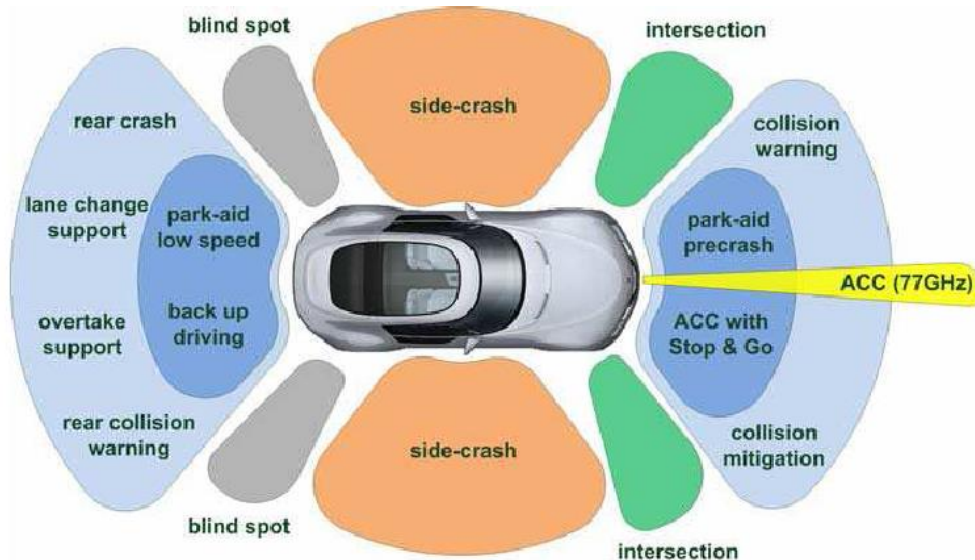 blind spot
intersection
side-crash
rear crash
collision
warning
lane change
support
park-aid
low speed
park-aid
precrash
ACC (77GHz)
overtake
support
back up
driving
ACC with
Stop & Go
rear collision
warning
side-crash
collision
mitigation
blind spot
intersection